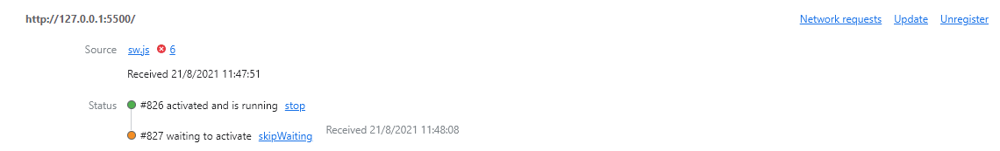 http://127.0.0.1:5500/ Network requests Update Unregister
Source sw.js 6
Received 21/8/2021 11:47:51
Status #826 activated and is running stop
#827 waiting to activate skipWaiting Received 21/8/2021 11:48:08